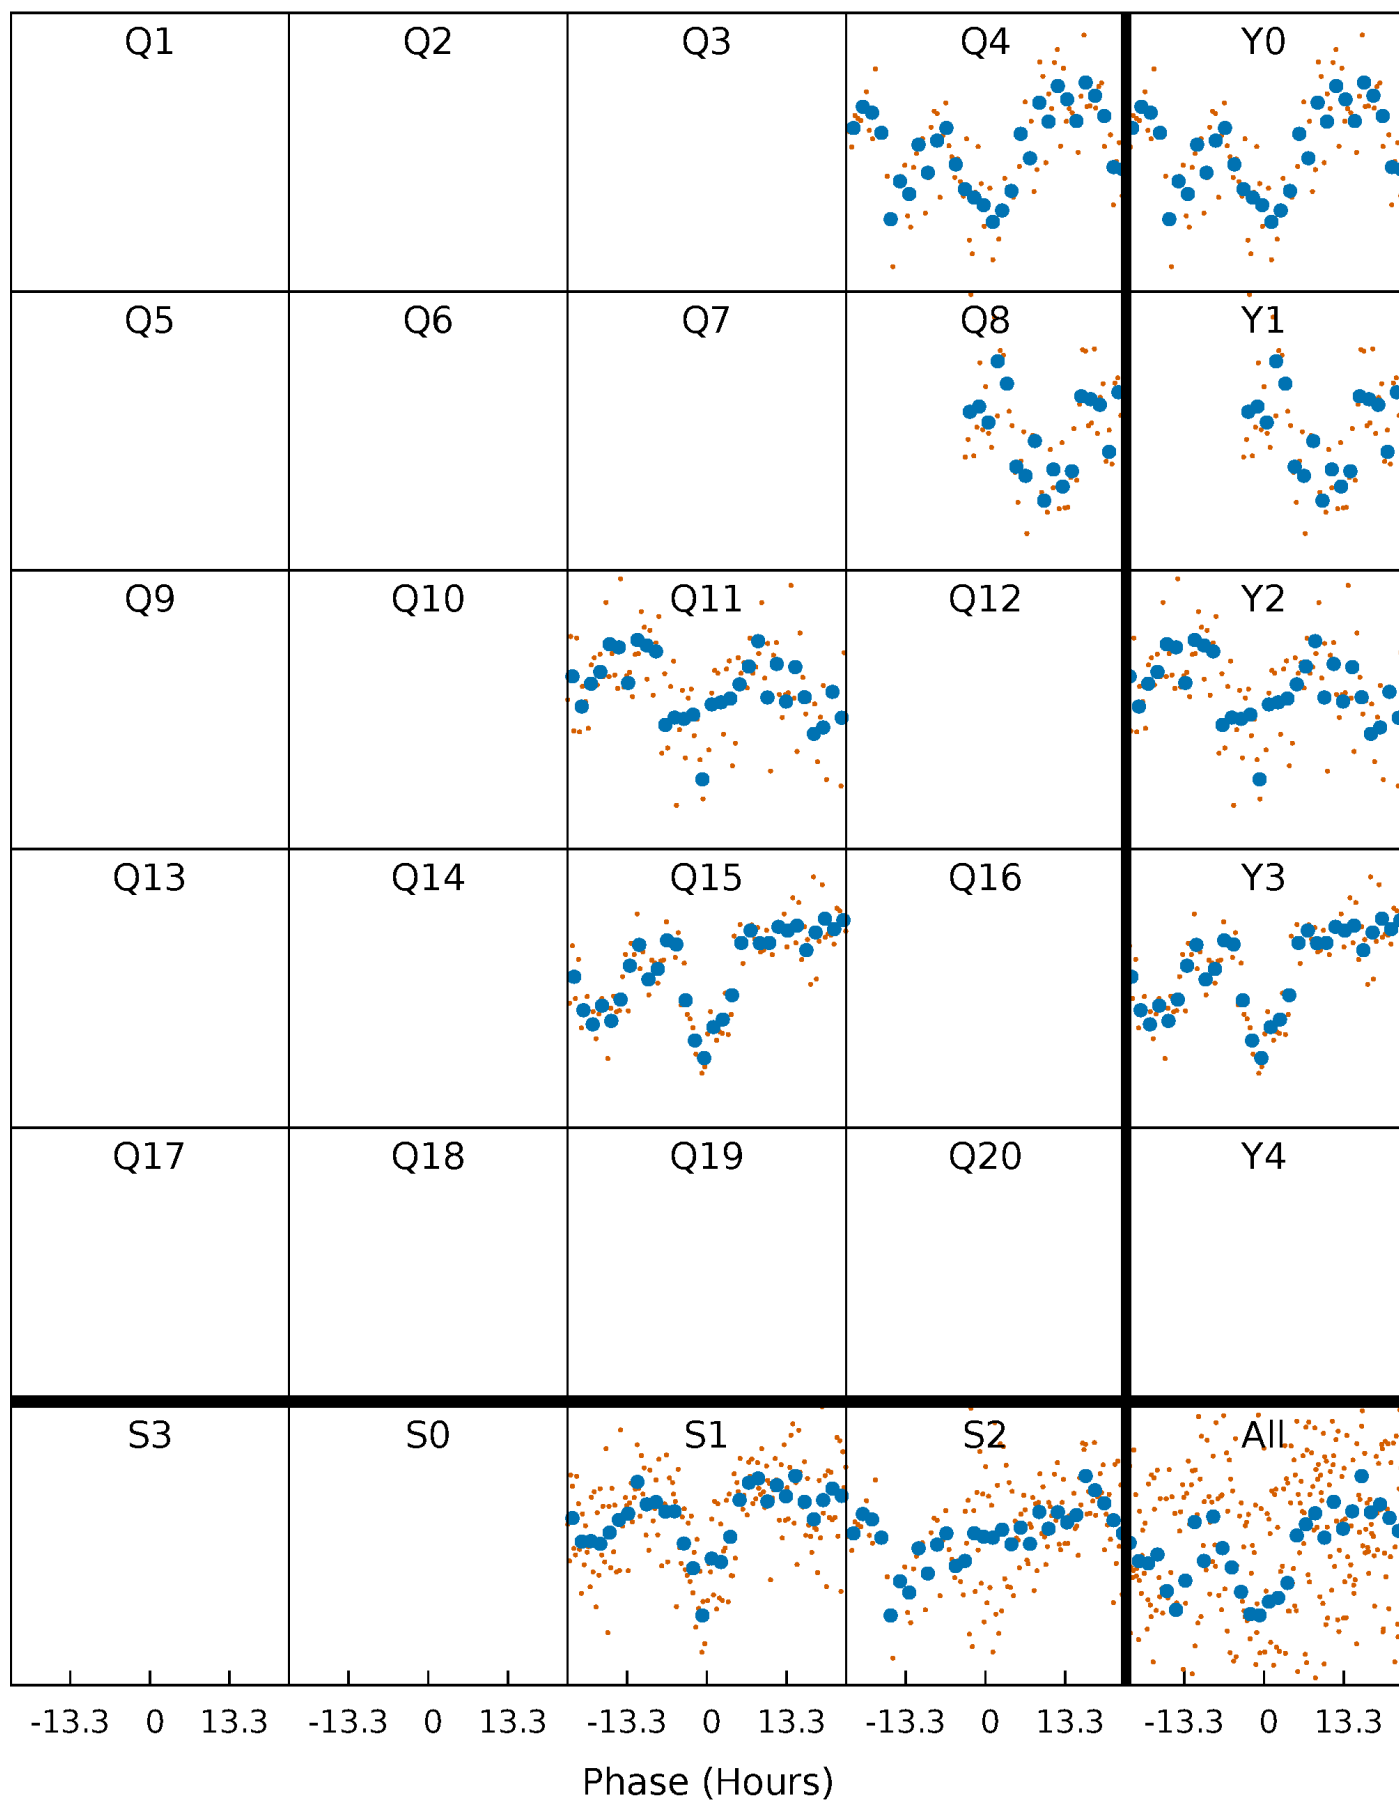 Q1 Q2 Q3 Q4 Y0
Q5 Q6 Q7 Q8 Y1
Q9 Q10 Q11 Q12 Y2
Q13 Q14 Q15 Q16 Y3
Q17 Q18 Q19 Q20 Y4
S3 S0 S1 S2 All
-13.3 0 13.3 -13.3 0 13.3 -13.3 0 13.3 -13.3 0 13.3 -13.3 0 13.3
Phase (Hours)